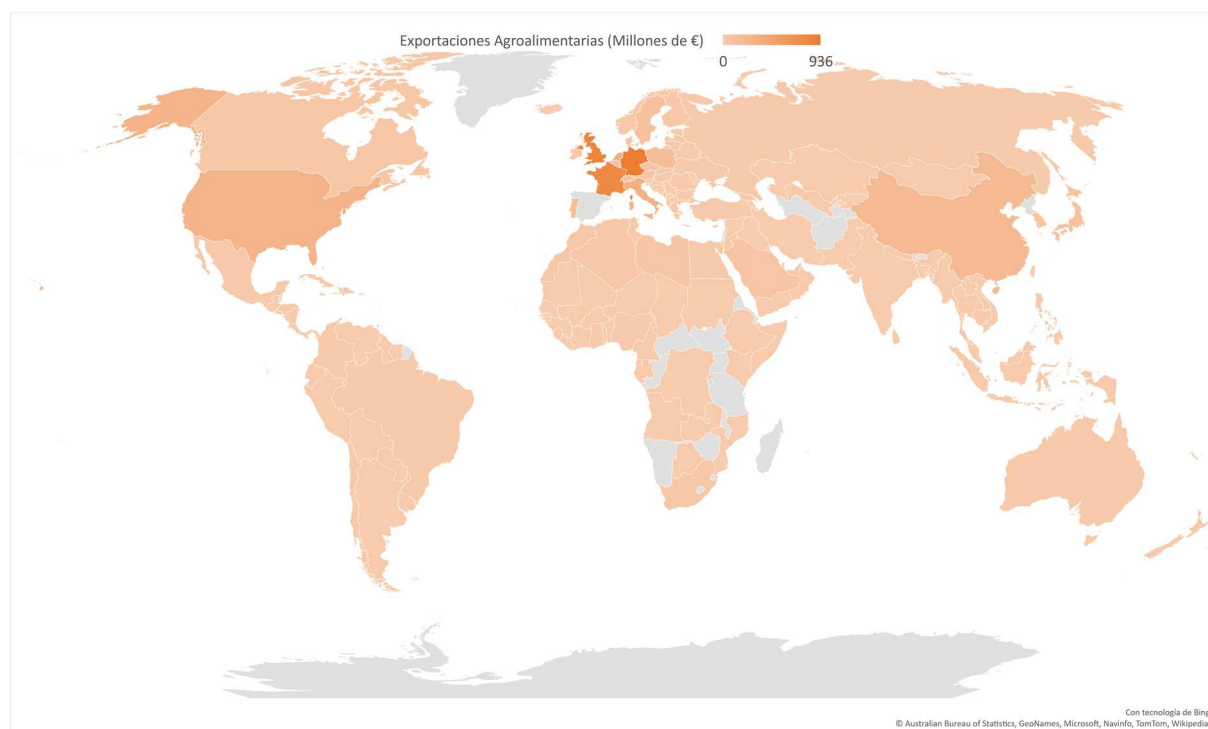 Exportaciones Agroalimentarias (Millones de €)
0 936
Con tecnología de Bing
© Australian Bureau of Statistics, GeoNames, Microsoft, Navinfo, TomTom, Wikipedia